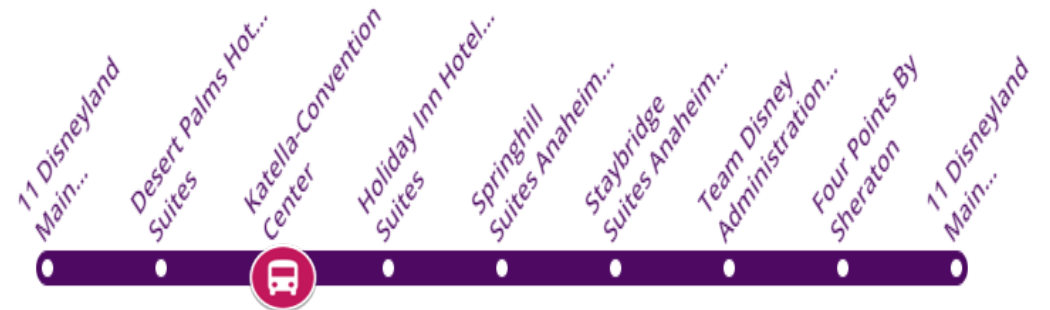 11 Disneyland
Main...
Desert Palms Hot...
Suites
Katella-Convention
Center
Holiday Inn Hotel...
Suites
Springhill
Suites Anaheim...
Staybridge
Suites Anaheim...
Team Disney
Administration...
Four Points By
Sheraton
11 Disneyland
Main...